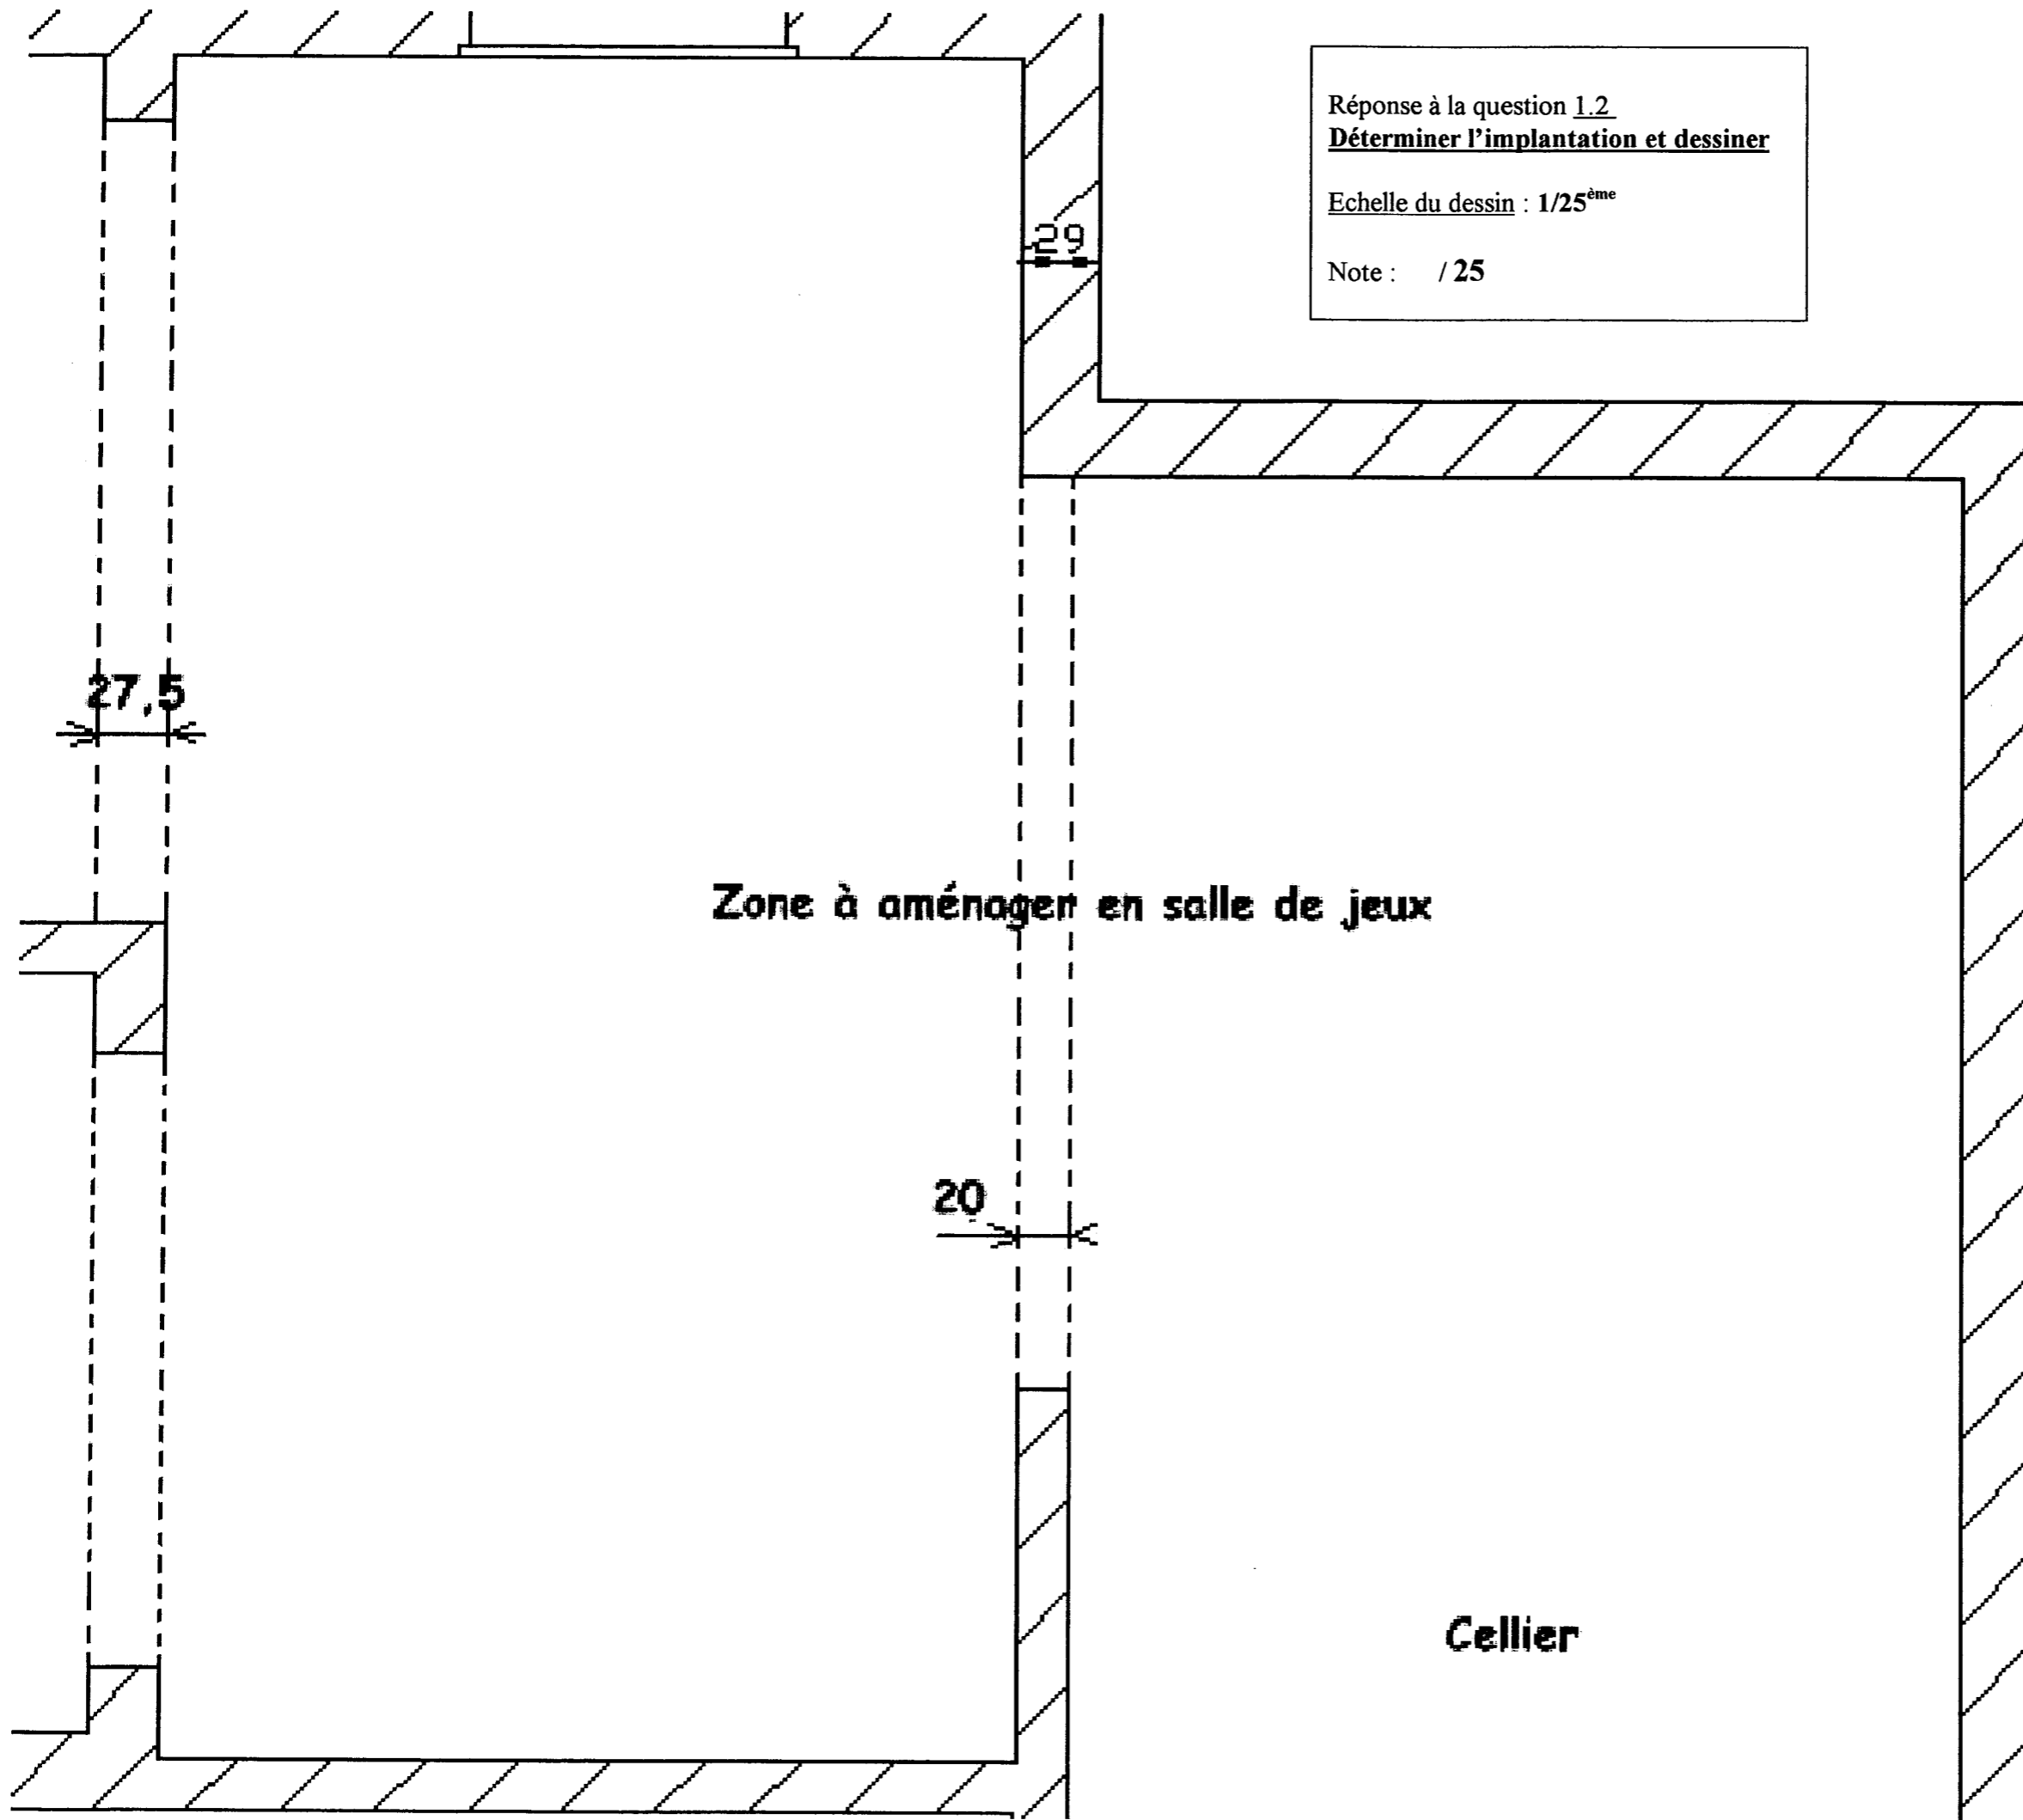 Réponse à la question 1.2
Déterminer l'implantation et dessiner
Echelle du dessin : 1/25ème
Note : / 25
29
27,5
Zone à aménager en salle de jeux
20
Cellier